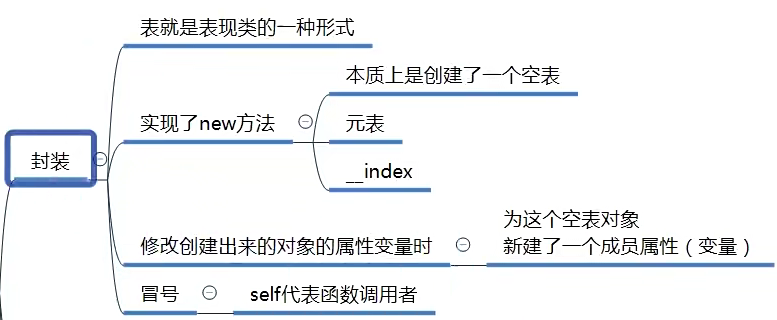 表就是表现类的一种形式
本质上是创建了一个空表
实现了new方法
元表
封装
__index
为这个空表对象
修改创建出来的对象的属性变量时
新建了一个成员属性（变量）
冒号
self代表函数调用者